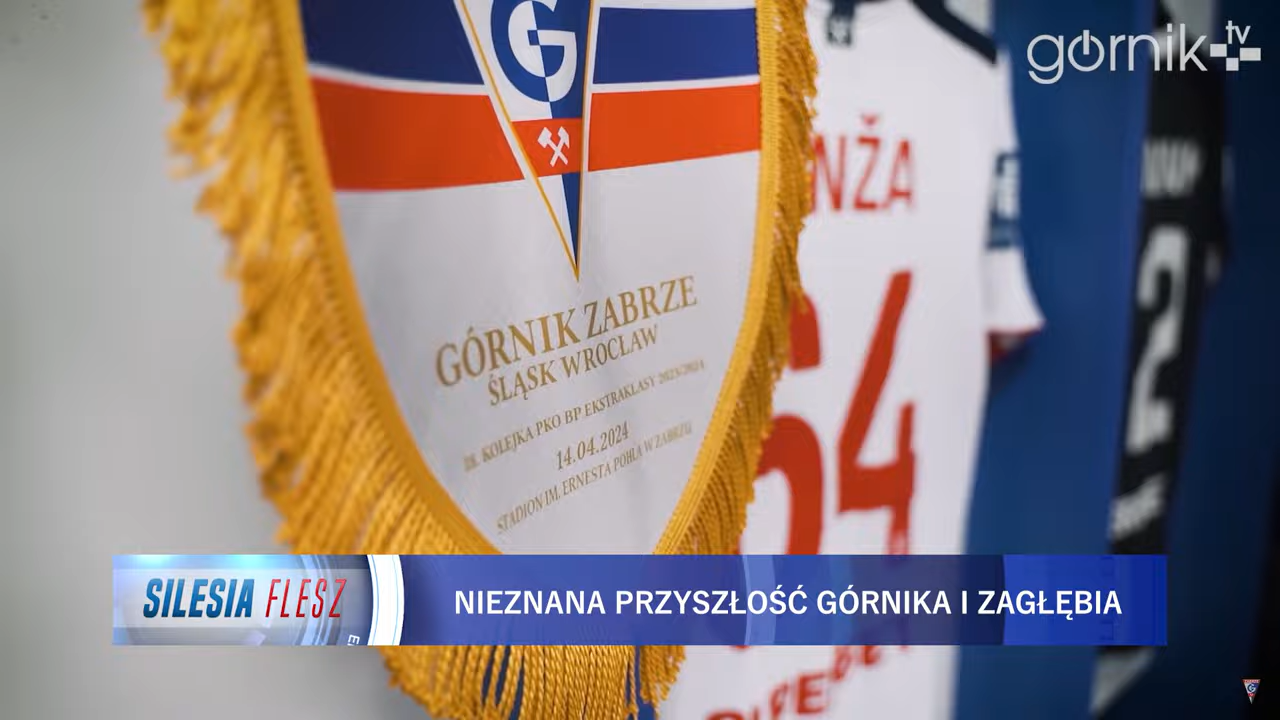 górnik tv
G
GÓRNIK ZABRZE
ŚLĄSK WROCŁAW
28. KOLEJKA PKO BP EKSTRAKLASY 2023/2024
14.04.2024
STADION IM. ERNESTA POHLA W ZABRZU
NŽA
64
2
SILESIA FLESZ
NIEZNANA PRZYSZŁOŚĆ GÓRNIKA I ZAGŁĘBIA